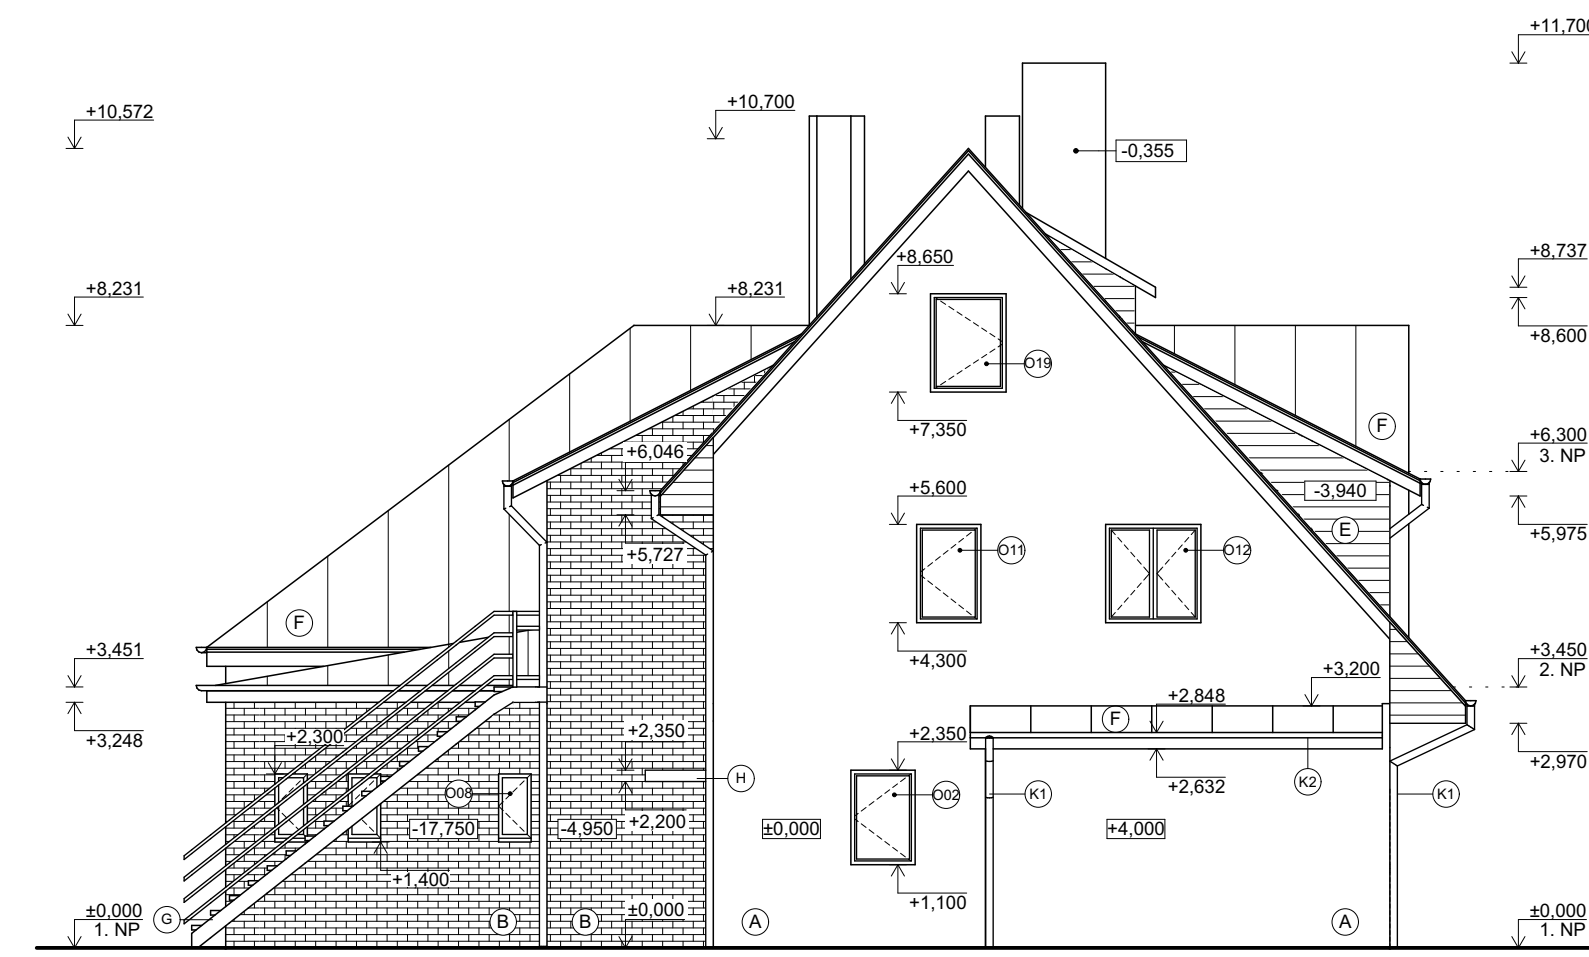 +11,700
+10,572
+10,700
-0,355
+8,231
+8,231
+8,650
+8,737
+8,600
O19
+7,350
F
+6,300
3. NP
+6,046
+5,600
-3,940
E
+5,975
+5,727
O11
O12
F
+3,451
+4,300
+3,200
+3,450
2. NP
+2,848
F
+3,248
+2,300
+2,350
+2,350
+2,970
H
+2,632
K2
O08
O02
K1
K1
+2,200
-17,750
-4,950
±0,000
+4,000
+1,400
+1,100
±0,000
1. NP
G
B
B
±0,000
A
A
±0,000
1. NP